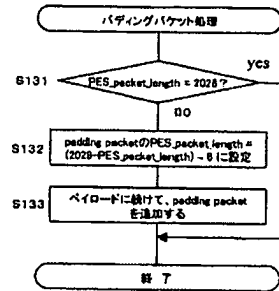 パディングパケット処理
S131
PES_packet_length = 2028?
yes
no
S132
padding packetのPES_packet_length =
(2028-PES_packet_length) - 6 に設定
S133
ペイロードに続けて、padding packet
を追加する
終 了